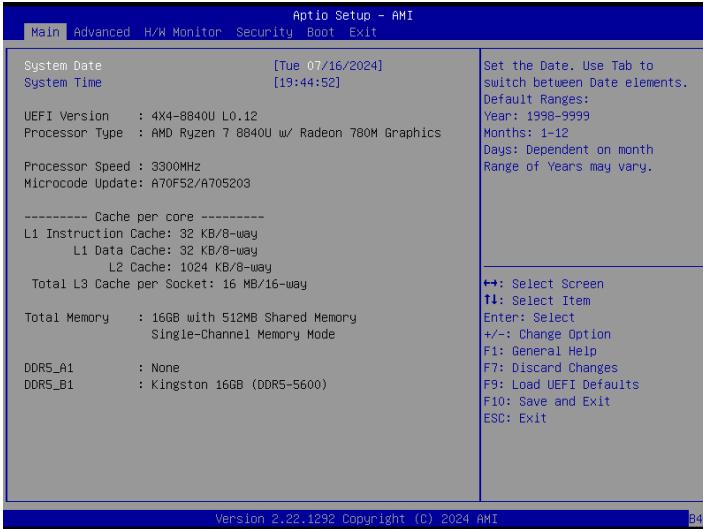 Aptio Setup - AMI
Main Advanced H/W Monitor Security Boot Exit
System Date [Tue 07/16/2024]
System Time [19:44:52]
UEFI Version : 4X4-8840U L0.12
Processor Type : AMD Ryzen 7 8840U w/ Radeon 780M Graphics
Processor Speed : 3300MHz
Microcode Update: A70F52/A705203
--------- Cache per core ---------
L1 Instruction Cache: 32 KB/8-way
L1 Data Cache: 32 KB/8-way
L2 Cache: 1024 KB/8-way
Total L3 Cache per Socket: 16 MB/16-way
Total Memory : 16GB with 512MB Shared Memory
Single-Channel Memory Mode
DDR5_A1 : None
DDR5_B1 : Kingston 16GB (DDR5-5600)
Set the Date. Use Tab to
switch between Date elements.
Default Ranges:
Year: 1998-9999
Months: 1-12
Days: Dependent on month
Range of Years may vary.
↔: Select Screen
↑↓: Select Item
Enter: Select
+/-: Change Option
F1: General Help
F7: Discard Changes
F9: Load UEFI Defaults
F10: Save and Exit
ESC: Exit
Version 2.22.1292 Copyright (C) 2024 AMI
B4